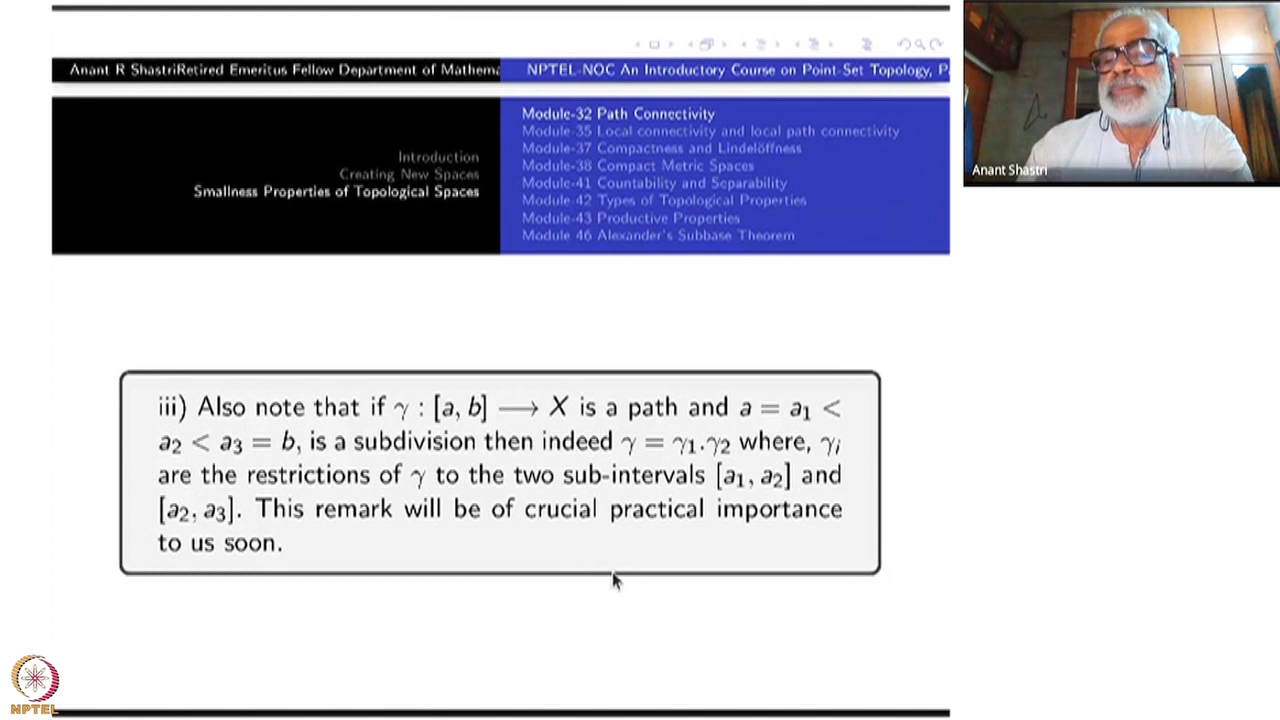 Anant R ShastriRetired Emeritus Fellow Department of Mathema
NPTEL-NOC An Introductory Course on Point-Set Topology, P
Introduction
Creating New Spaces
Smallness Properties of Topological Spaces
Module-32 Path Connectivity
Module-35 Local connectivity and local path connectivity
Module-37 Compactness and Lindelöffness
Module-38 Compact Metric Spaces
Module-41 Countability and Separability
Module-42 Types of Topological Properties
Module-43 Productive Properties
Module 46 Alexander's Subbase Theorem
Anant Shastri
iii) Also note that if γ : [a, b] ⟶ X is a path and a = a₁ <
a₂ < a₃ = b, is a subdivision then indeed γ = γ₁.γ₂ where, γᵢ
are the restrictions of γ to the two sub-intervals [a₁, a₂] and
[a₂, a₃]. This remark will be of crucial practical importance
to us soon.
NPTEL